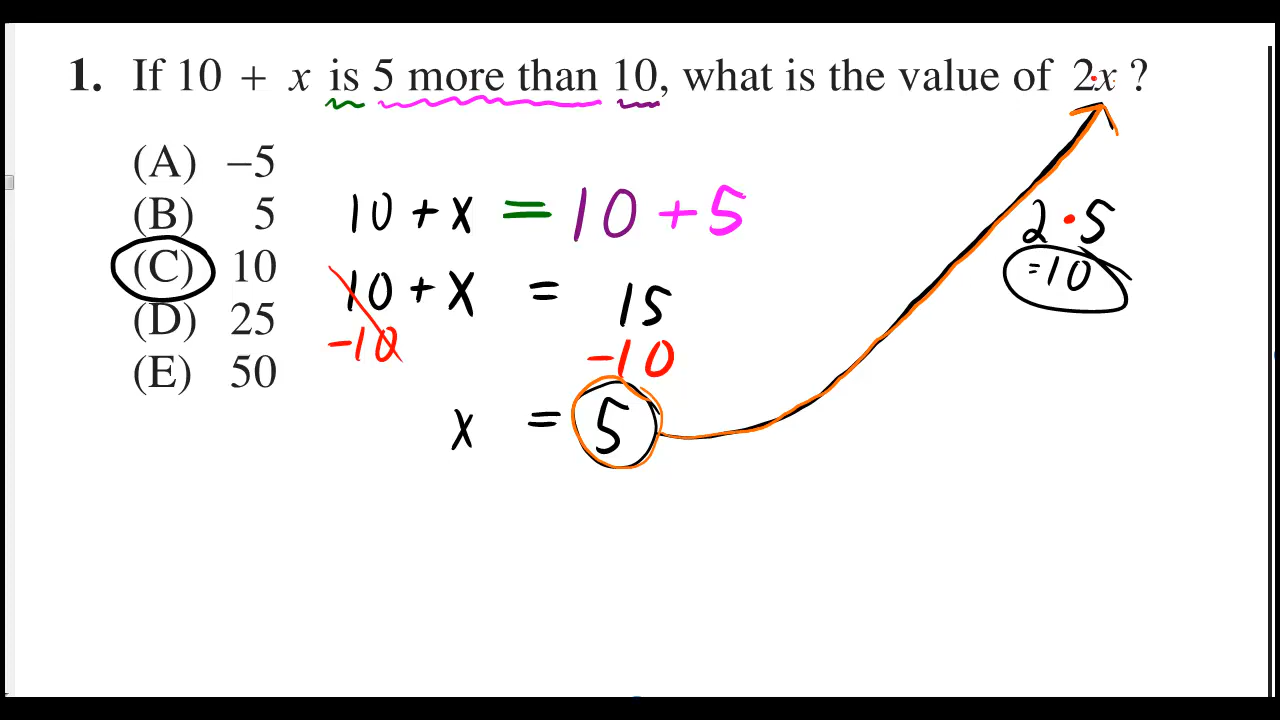 1. If 10 + x is 5 more than 10, what is the value of 2·x ?
(A) −5
(B) 5
(C) 10
(D) 25
(E) 50
10 + x = 10 + 5
10 + x = 15
-10 -10
x = 5
2 · 5
=10